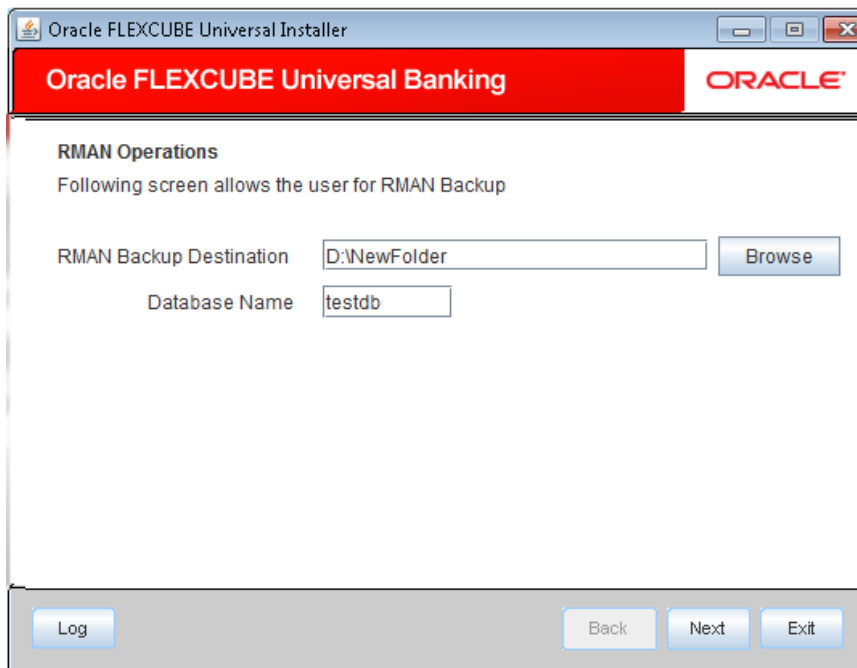 Oracle FLEXCUBE Universal Installer
Oracle FLEXCUBE Universal Banking
ORACLE®
RMAN Operations
Following screen allows the user for RMAN Backup
RMAN Backup Destination D:\NewFolder Browse
Database Name testdb
Log Back Next Exit